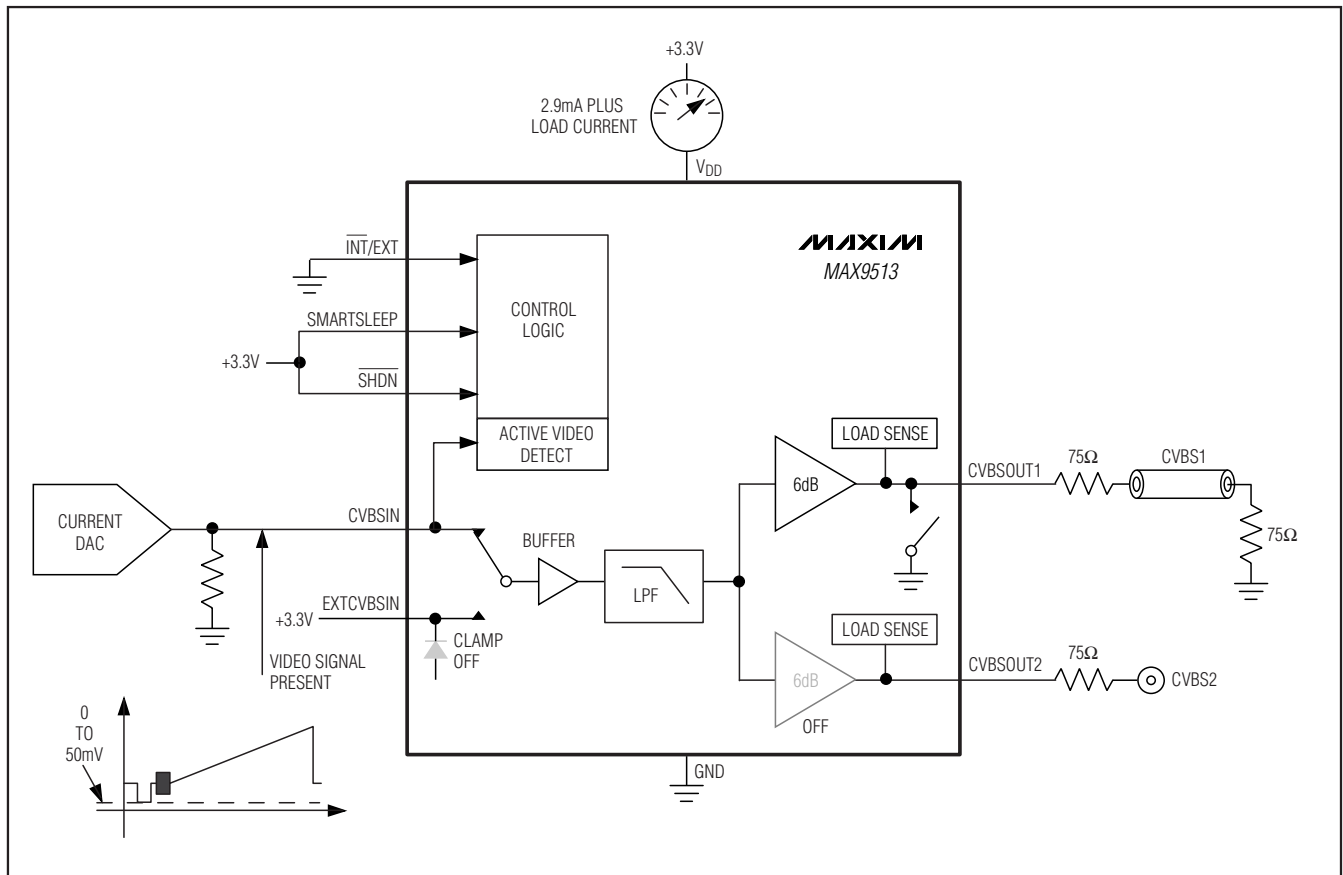 +3.3V
2.9mA PLUS
LOAD CURRENT
VDD
INT/EXT
MAXIM
MAX9513
CONTROL
LOGIC
SMARTSLEEP
+3.3V
SHDN
ACTIVE VIDEO
DETECT
LOAD SENSE
CVBSOUT1
75Ω
CVBS1
6dB
CURRENT
DAC
CVBSIN
BUFFER
75Ω
LPF
+3.3V
EXTCVBSIN
CLAMP
OFF
VIDEO SIGNAL
PRESENT
LOAD SENSE
CVBSOUT2
75Ω
CVBS2
6dB
OFF
0
TO
50mV
GND